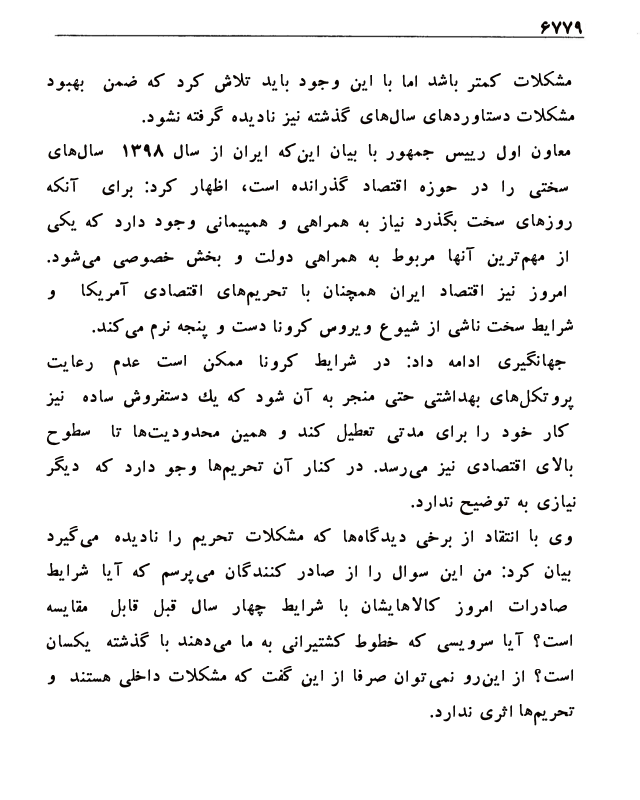 ۶۷۷۹
مشکلات کمتر باشد اما با این وجود باید تلاش کرد که ضمن بهبود
مشکلات دستاوردهای سال‌های گذشته نیز نادیده گرفته نشود.
معاون اول رییس جمهور با بیان این‌که ایران از سال ۱۳۹۸ سال‌های
سختی را در حوزه اقتصاد گذرانده است، اظهار کرد: برای آنکه
روزهای سخت بگذرد نیاز به همراهی و همپیمانی وجود دارد که یکی
از مهم‌ترین آنها مربوط به همراهی دولت و بخش خصوصی می‌شود.
امروز نیز اقتصاد ایران همچنان با تحریم‌های اقتصادی آمریکا و
شرایط سخت ناشی از شیوع ویروس کرونا دست و پنجه نرم می‌کند.
جهانگیری ادامه داد: در شرایط کرونا ممکن است عدم رعایت
پروتکل‌های بهداشتی حتی منجر به آن شود که یك دستفروش ساده نیز
کار خود را برای مدتی تعطیل کند و همین محدودیت‌ها تا سطوح
بالای اقتصادی نیز می‌رسد. در کنار آن تحریم‌ها وجو دارد که دیگر
نیازی به توضیح ندارد.
وی با انتقاد از برخی دیدگاه‌ها که مشکلات تحریم را نادیده می‌گیرد
بیان کرد: من این سوال را از صادر کنندگان می‌پرسم که آیا شرایط
صادرات امروز کالاهایشان با شرایط چهار سال قبل قابل مقایسه
است؟ آیا سرویسی که خطوط کشتیرانی به ما می‌دهند با گذشته یکسان
است؟ از این‌رو نمی‌توان صرفا از این گفت که مشکلات داخلی هستند و
تحریم‌ها اثری ندارد.